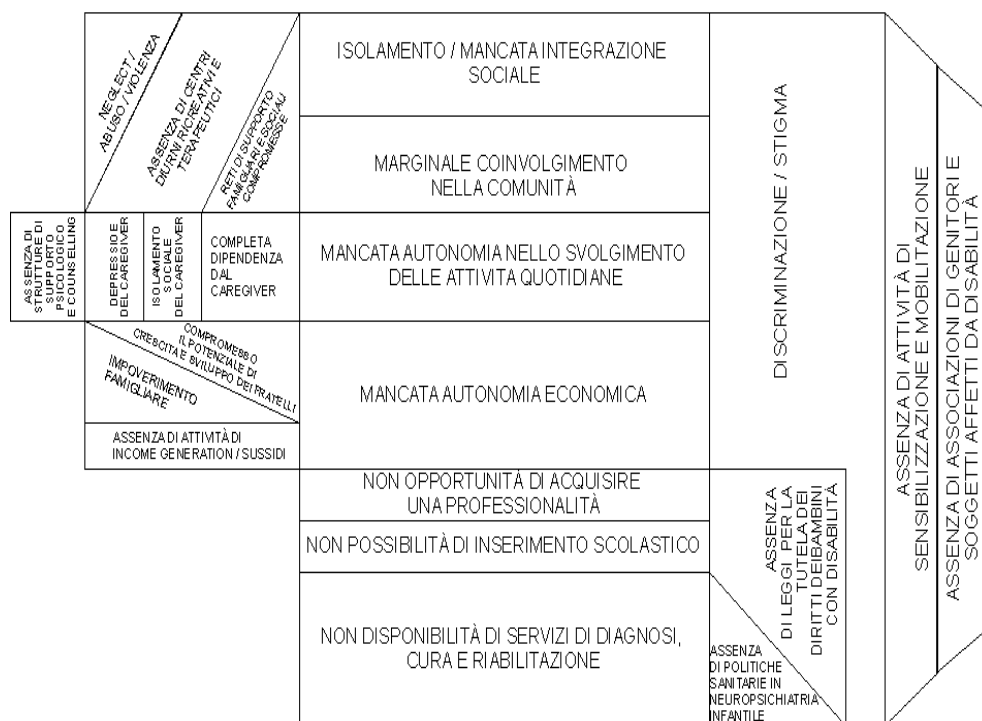 NEGLECT /
ABUSO / VIOLENZA
ASSENZA DI CENTRI
DIURNI RICREATIVI E
TERAPEUTICI
RETI DI SUPPORTO
FAMIGLIARI E SOCIALI
COMPROMESSE
ISOLAMENTO / MANCATA INTEGRAZIONE
SOCIALE
MARGINALE COINVOLGIMENTO
NELLA COMUNITÀ
ASSENZA DI
STRUTTURE DI
SUPPORTO
PSICOLOGICO
E COUNSELLING
DEPRESSIO E
DEL CAREGIVER
ISOLAMENTO
SOCIALE
DEL CAREGIVER
COMPLETA
DIPENDENZA
DAL
CAREGIVER
MANCATA AUTONOMIA NELLO SVOLGIMENTO
DELLE ATTIVITA QUOTIDIANE
COMPROMESSO
IL POTENZIALE DI
CRESCITA E SVILUPPO DEI FRATELLI
IMPOVERIMENTO
FAMIGLIARE
ASSENZA DI ATTIVITÀ DI
INCOME GENERATION / SUSSIDI
MANCATA AUTONOMIA ECONOMICA
NON OPPORTUNITÁ DI ACQUISIRE
UNA PROFESSIONALITÀ
NON POSSIBILITÀ DI INSERIMENTO SCOLASTICO
NON DISPONIBILITÀ DI SERVIZI DI DIAGNOSI,
CURA E RIABILITAZIONE
DISCRIMINAZIONE / STIGMA
ASSENZA
DI LEGGI PER LA
TUTELA DEI
DIRITTI DEIBAMBINI
CON DISABILITÀ
ASSENZA
DI POLITICHE
SANITARIE IN
NEUROPSICHIATRIA
INFANTILE
ASSENZA DI ATTIVITÀ DI
SENSIBILIZZAZIONE E MOBILITAZIONE
ASSENZA DI ASSOCIAZIONI DI GENITORI E
SOGGETTI AFFETTI DA DISABILITÀ